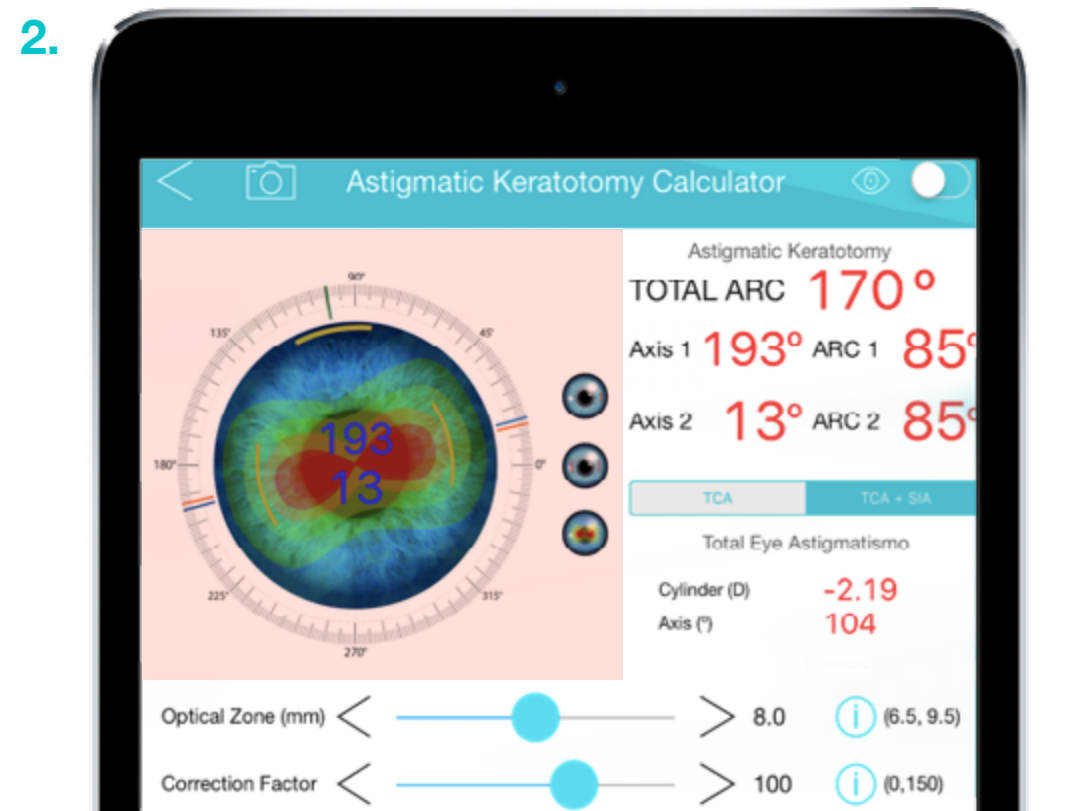 2.
Astigmatic Keratotomy Calculator
Astigmatic Keratotomy
TOTAL ARC 170°
Axis 1 193° ARC 1 85°
Axis 2 13° ARC 2 85°
TCA TCA + SIA
Total Eye Astigmatismo
Cylinder (D) -2.19
Axis (°) 104
90°
135° 45°
193
13
180° 0°
225° 315°
270°
Optical Zone (mm) 8.0 i (6.5, 9.5)
Correction Factor 100 i (0,150)